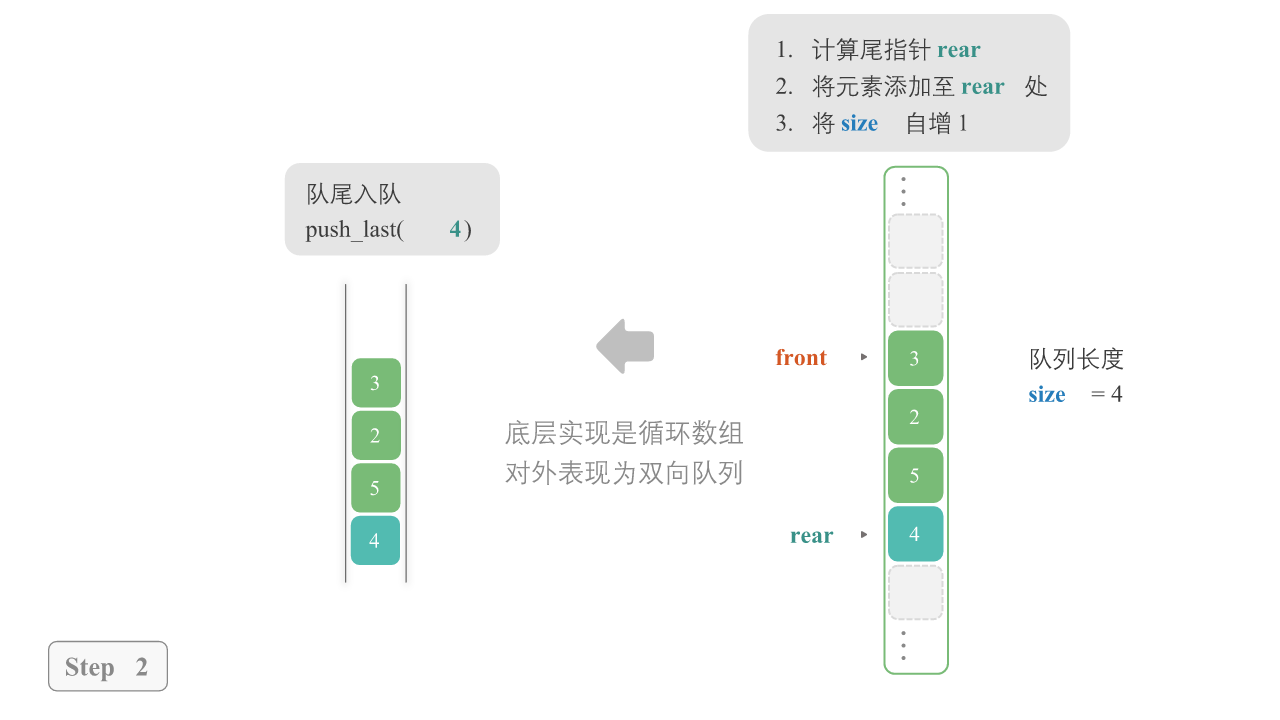 1. 计算尾指针 rear
2. 将元素添加至 rear 处
3. 将 size 自增 1
队尾入队
push_last( 4 )
3
2
5
4
底层实现是循环数组
对外表现为双向队列
front
rear
3
2
5
4
队列长度
size = 4
Step 2